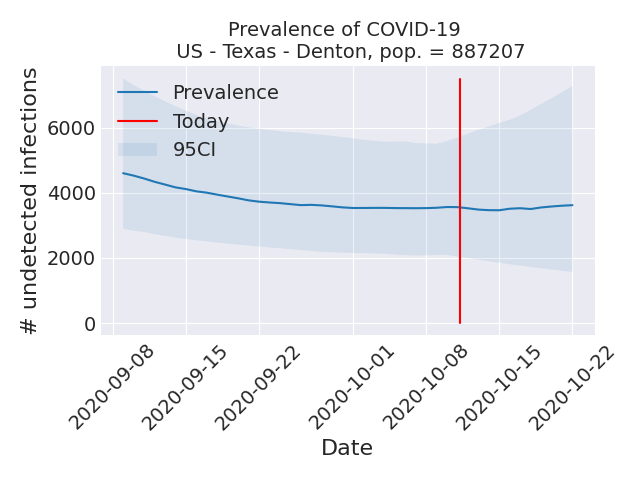 Prevalence of COVID-19
US - Texas - Denton, pop. = 887207
# undetected infections
6000
4000
2000
0
Prevalence
Today
95CI
2020-09-08
2020-09-15
2020-09-22
2020-10-01
2020-10-08
2020-10-15
2020-10-22
Date